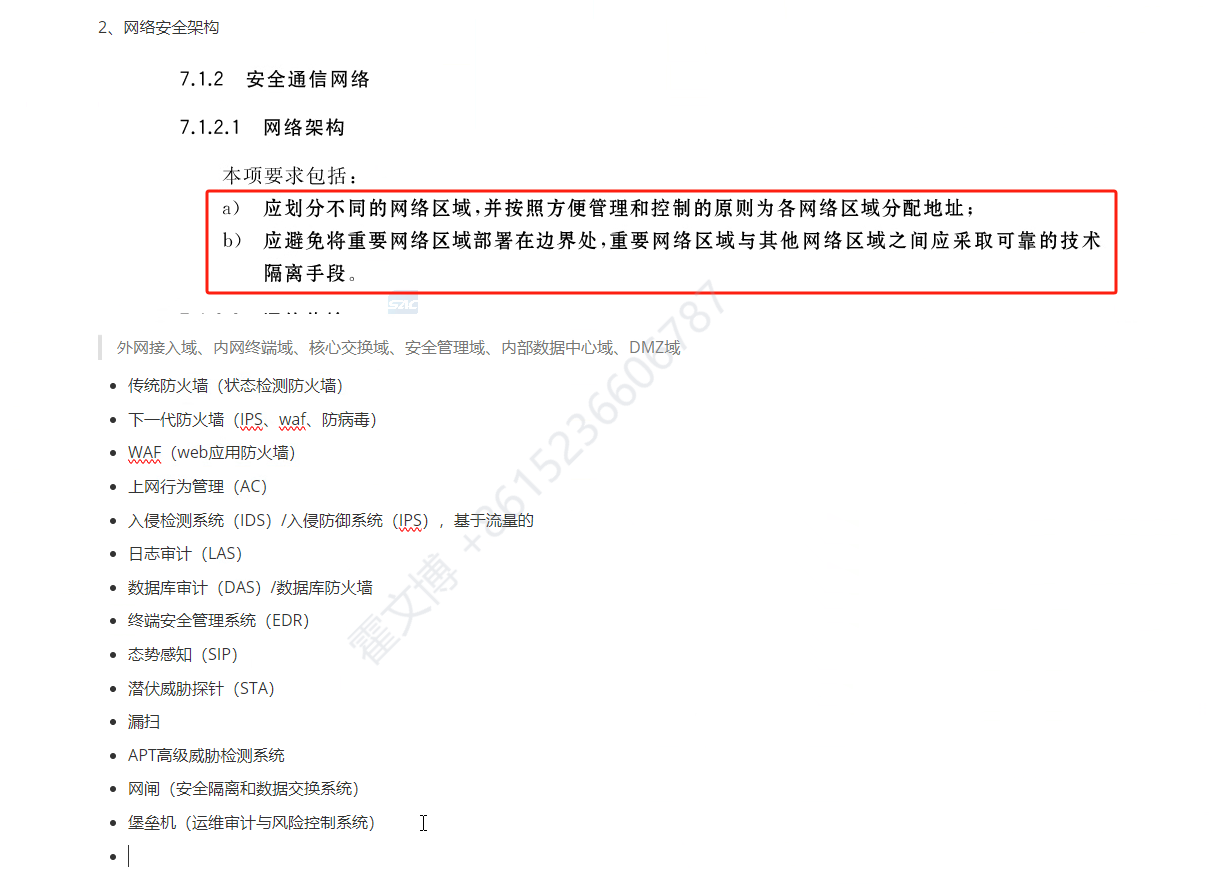 2、网络安全架构
7.1.2 安全通信网络
7.1.2.1 网络架构
本项要求包括：
a) 应划分不同的网络区域,并按照方便管理和控制的原则为各网络区域分配地址;
b) 应避免将重要网络区域部署在边界处,重要网络区域与其他网络区域之间应采取可靠的技术
隔离手段。
SAC
外网接入域、内网终端域、核心交换域、安全管理域、内部数据中心域、DMZ域
传统防火墙（状态检测防火墙）
下一代防火墙（IPS、waf、防病毒）
WAF（web应用防火墙）
上网行为管理（AC）
入侵检测系统（IDS）/入侵防御系统（IPS），基于流量的
日志审计（LAS）
数据库审计（DAS）/数据库防火墙
终端安全管理系统（EDR）
态势感知（SIP）
潜伏威胁探针（STA）
漏扫
APT高级威胁检测系统
网闸（安全隔离和数据交换系统）
堡垒机（运维审计与风险控制系统）
霍文博 +8615236606787